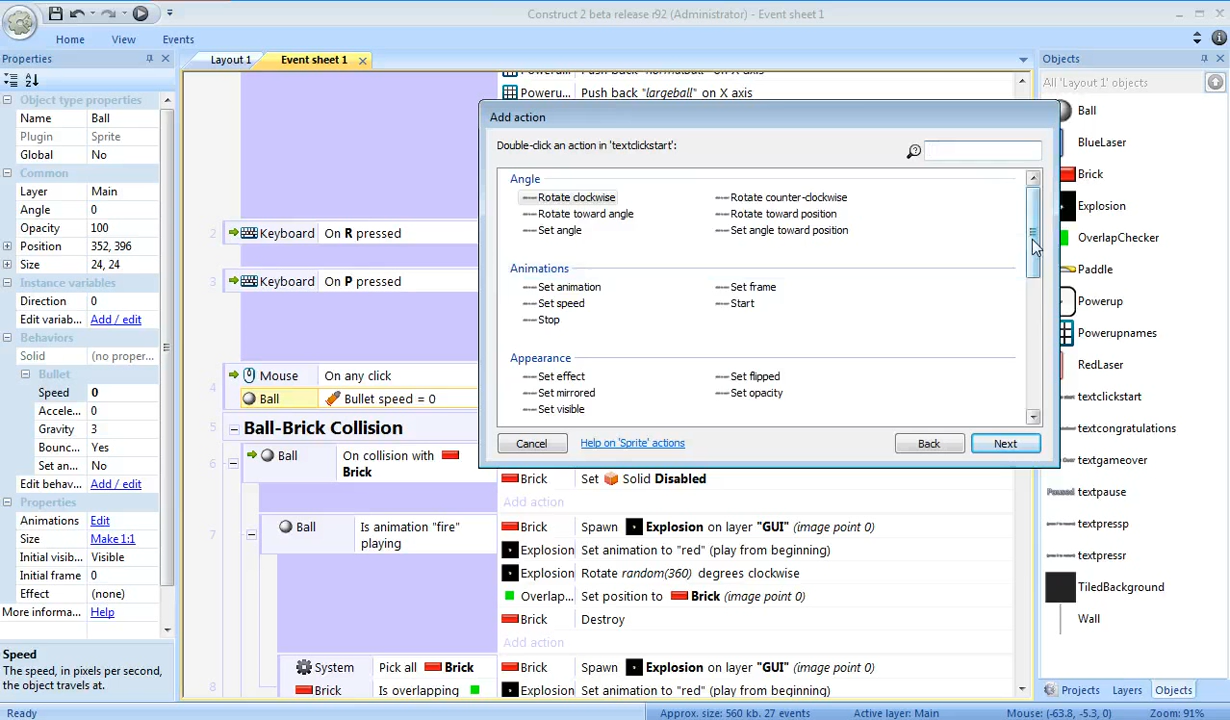 Construct 2 beta release r92 (Administrator) - Event sheet 1
Home View Events
Properties
Layout 1 Event sheet 1
Objects
Object type properties
Name Ball
Plugin Sprite
Global No
Common
Layer Main
Angle 0
Opacity 100
Position 352, 396
Size 24, 24
Instance variables
Direction 0
Edit variab... Add / edit
Behaviors
Solid (no proper...
Bullet
Speed 0
Accele... 0
Gravity 3
Bounc... Yes
Set an... No
Edit behav... Add / edit
Properties
Animations Edit
Size Make 1:1
Initial visib... Visible
Initial frame 0
Effect (none)
More informa... Help
Speed
The speed, in pixels per second,
the object travels at.
Poweru... Push back "largeball" on X axis
2 Keyboard On R pressed
3 Keyboard On P pressed
4 Mouse On any click
Ball Bullet speed = 0
5 Ball-Brick Collision
6 Ball On collision with
Brick
Brick Set Solid Disabled
Add action
7 Ball Is animation "fire"
playing
Brick Spawn Explosion on layer "GUI" (image point 0)
Explosion Set animation to "red" (play from beginning)
Explosion Rotate random(360) degrees clockwise
Overlap... Set position to Brick (image point 0)
Brick Destroy
Add action
8 System Pick all Brick
Brick Is overlapping
Brick Spawn Explosion on layer "GUI" (image point 0)
Explosion Set animation to "red" (play from beginning)
Add action
Double-click an action in 'textclickstart':
Angle
Rotate clockwise Rotate counter-clockwise
Rotate toward angle Rotate toward position
Set angle Set angle toward position
Animations
Set animation Set frame
Set speed Start
Stop
Appearance
Set effect Set flipped
Set mirrored Set opacity
Set visible
Cancel Help on 'Sprite' actions Back Next
All 'Layout 1' objects
Ball
BlueLaser
Brick
Explosion
OverlapChecker
Paddle
Powerup
Powerupnames
RedLaser
textclickstart
textcongratulations
textgameover
textpause
textpressp
textpressr
TiledBackground
Wall
Projects Layers Objects
Ready Approx. size: 560 kb. 27 events Active layer: Main Mouse: (-63.8, -5.3, 0) Zoom: 91%